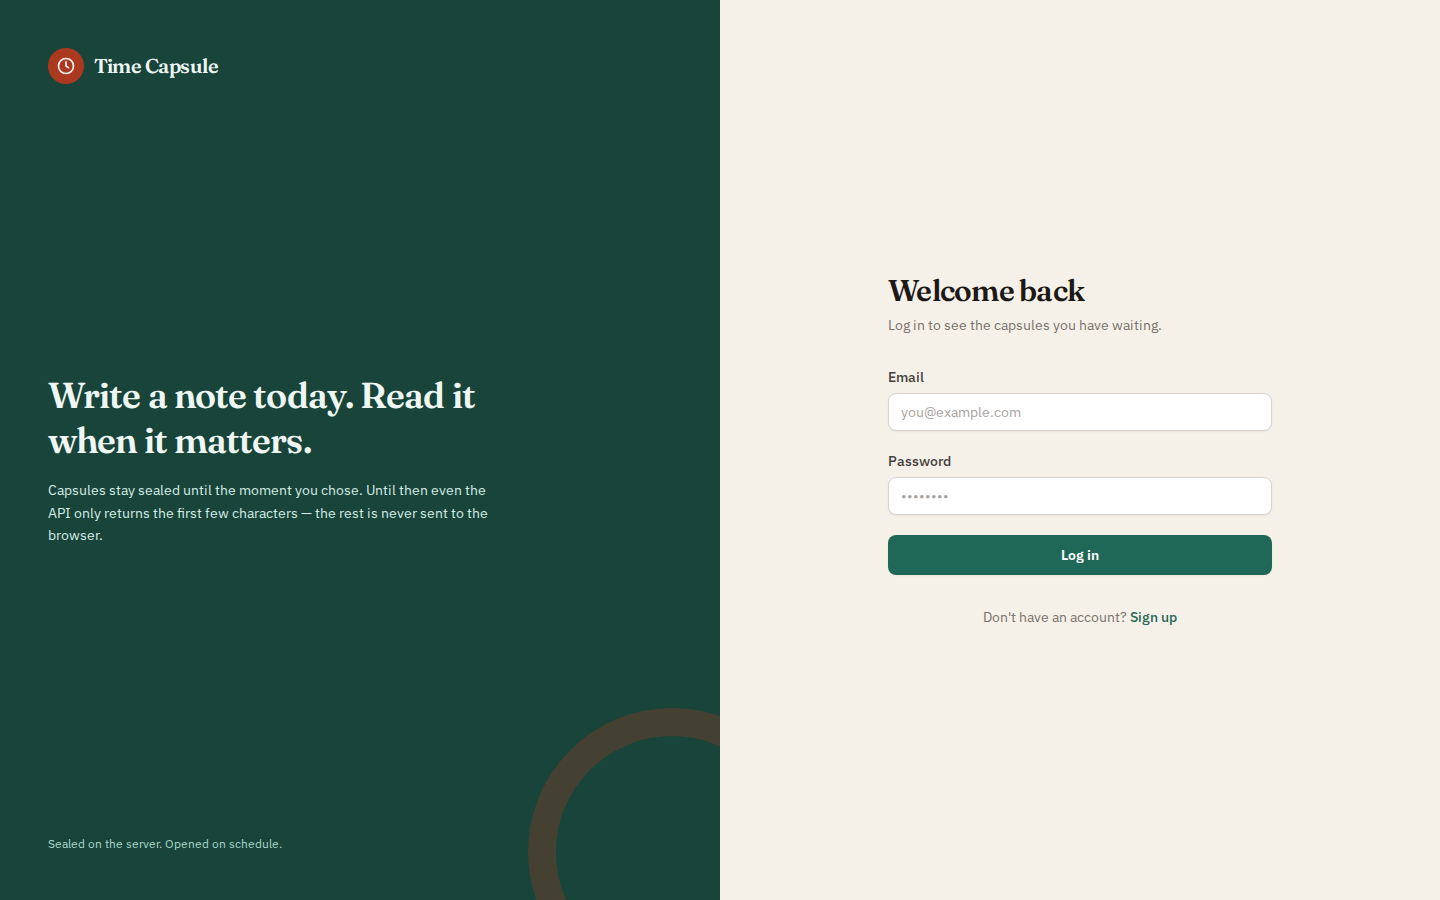 Time Capsule
Write a note today. Read it
when it matters.
Capsules stay sealed until the moment you chose. Until then even the
API only returns the first few characters — the rest is never sent to the
browser.
Sealed on the server. Opened on schedule.
Welcome back
Log in to see the capsules you have waiting.
Email
you@example.com
Password
••••••••
Log in
Don't have an account? Sign up